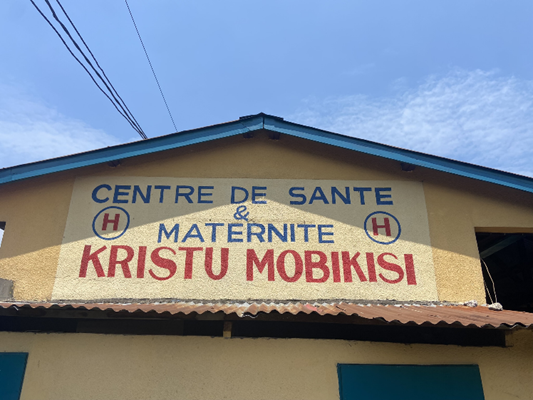 CENTRE DE SANTE
&
MATERNITE
H H
KRISTU MOBIKISI